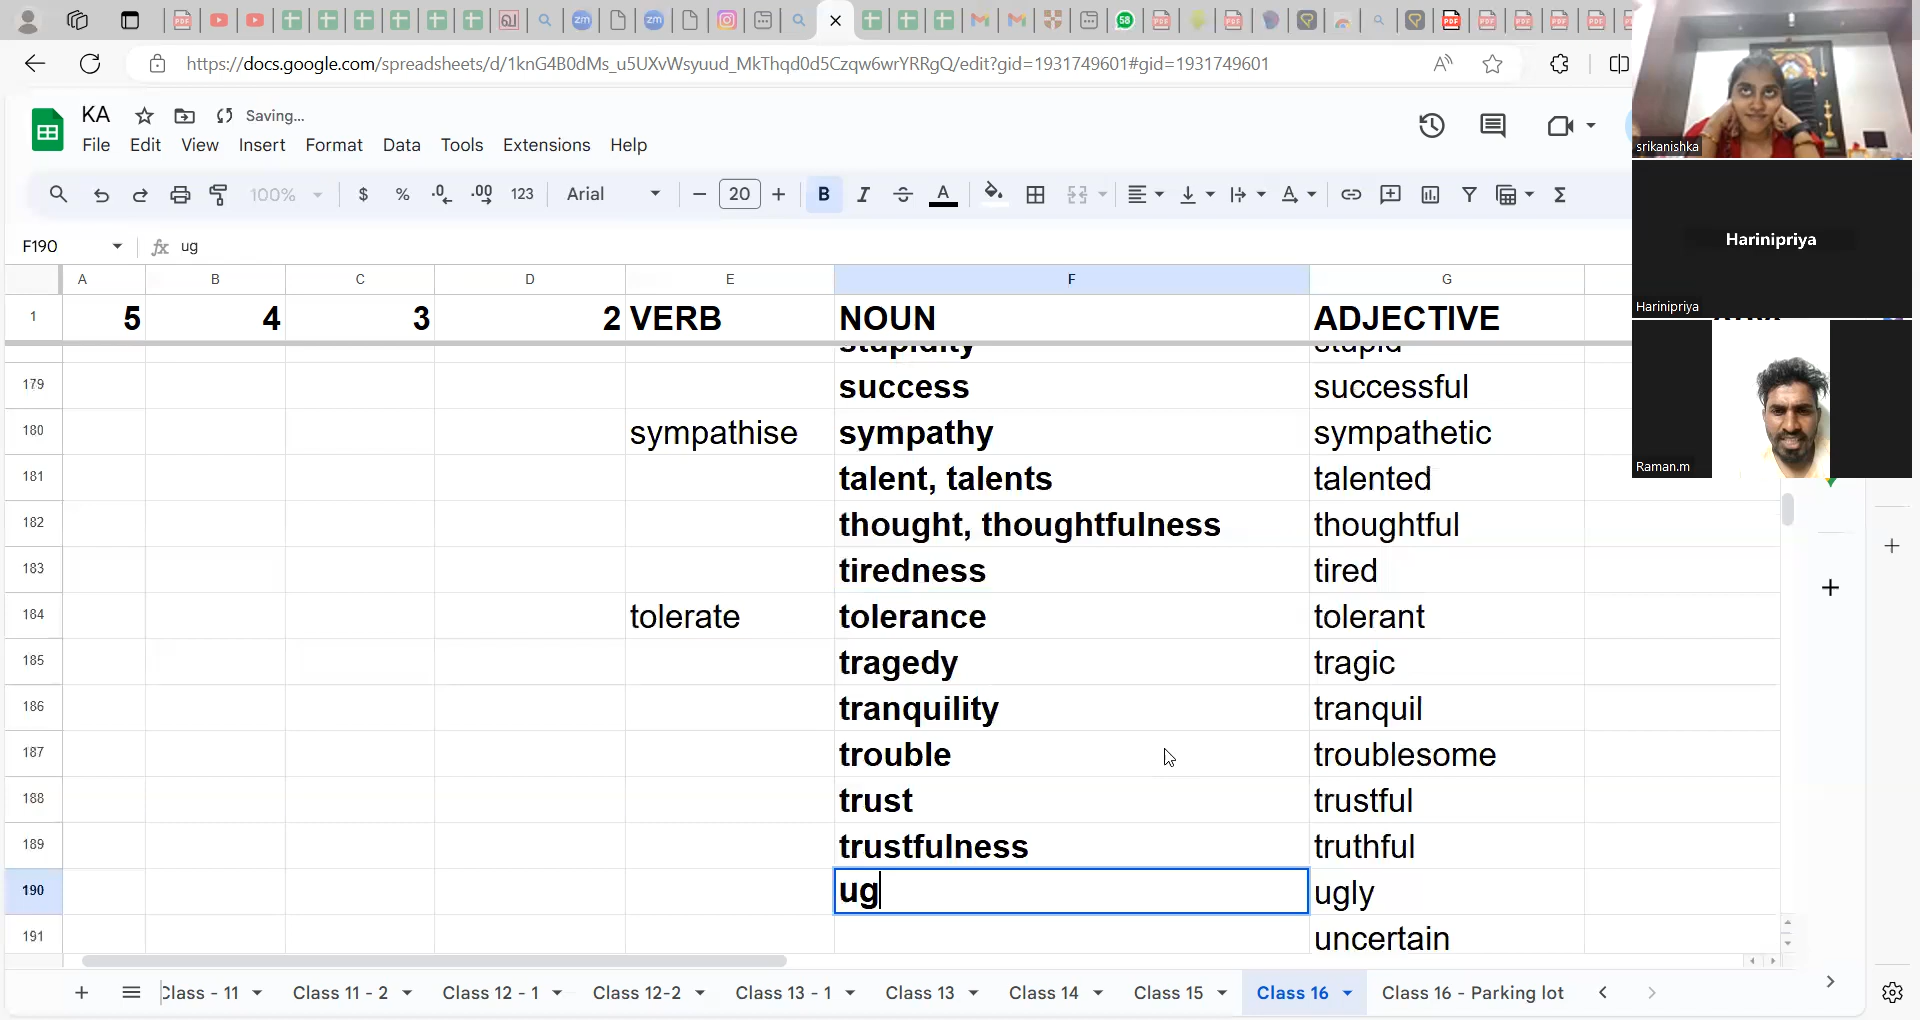 58
https://docs.google.com/spreadsheets/d/1knG4B0dMs_u5UXvWsyuud_MkThqd0d5Czqw6wrYRRgQ/edit?gid=1931749601#gid=1931749601
KA Saving...
File Edit View Insert Format Data Tools Extensions Help
100% $ % .0 .00 123 Arial 20 B I S A
F190 fx ug
A B C D E F G
1 5 4 3 2 VERB NOUN ADJECTIVE
stupidity stupid
179 success successful
180 sympathise sympathy sympathetic
181 talent, talents talented
182 thought, thoughtfulness thoughtful
183 tiredness tired
184 tolerate tolerance tolerant
185 tragedy tragic
186 tranquility tranquil
187 trouble troublesome
188 trust trustful
189 trustfulness truthful
190 ug ugly
191 uncertain
Class - 11 Class 11 - 2 Class 12 - 1 Class 12-2 Class 13 - 1 Class 13 Class 14 Class 15 Class 16 Class 16 - Parking lot
srikanishka
Harinipriya
Harinipriya
Raman.m